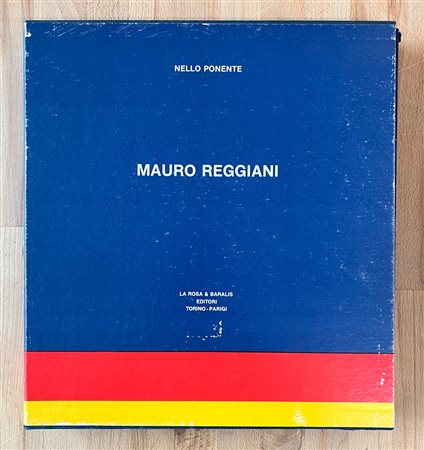 NELLO PONENTE
MAURO REGGIANI
LA ROSA & BARALIS
EDITORI
TORINO-PARIGI